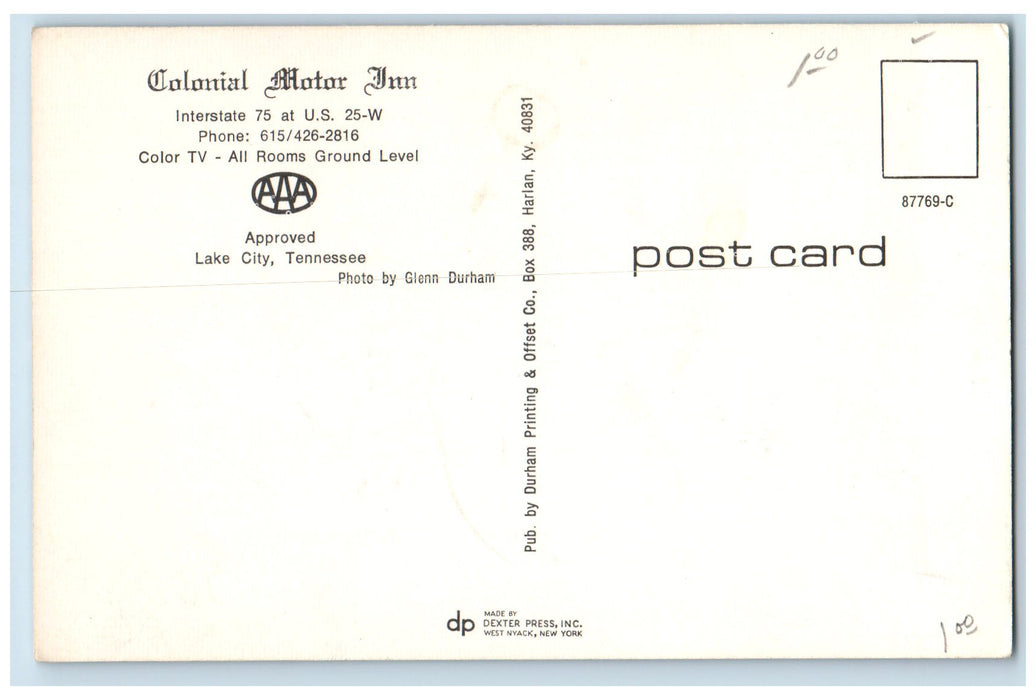 Colonial Motor Inn
Interstate 75 at U.S. 25-W
Phone: 615/426-2816
Color TV - All Rooms Ground Level
AAA
Approved
Lake City, Tennessee
Photo by Glenn Durham
Pub. by Durham Printing & Offset Co., Box 388, Harlan, Ky. 40831
1.00
87769-C
post card
dp
MADE BY
DEXTER PRESS, INC.
WEST NYACK, NEW YORK
1.00